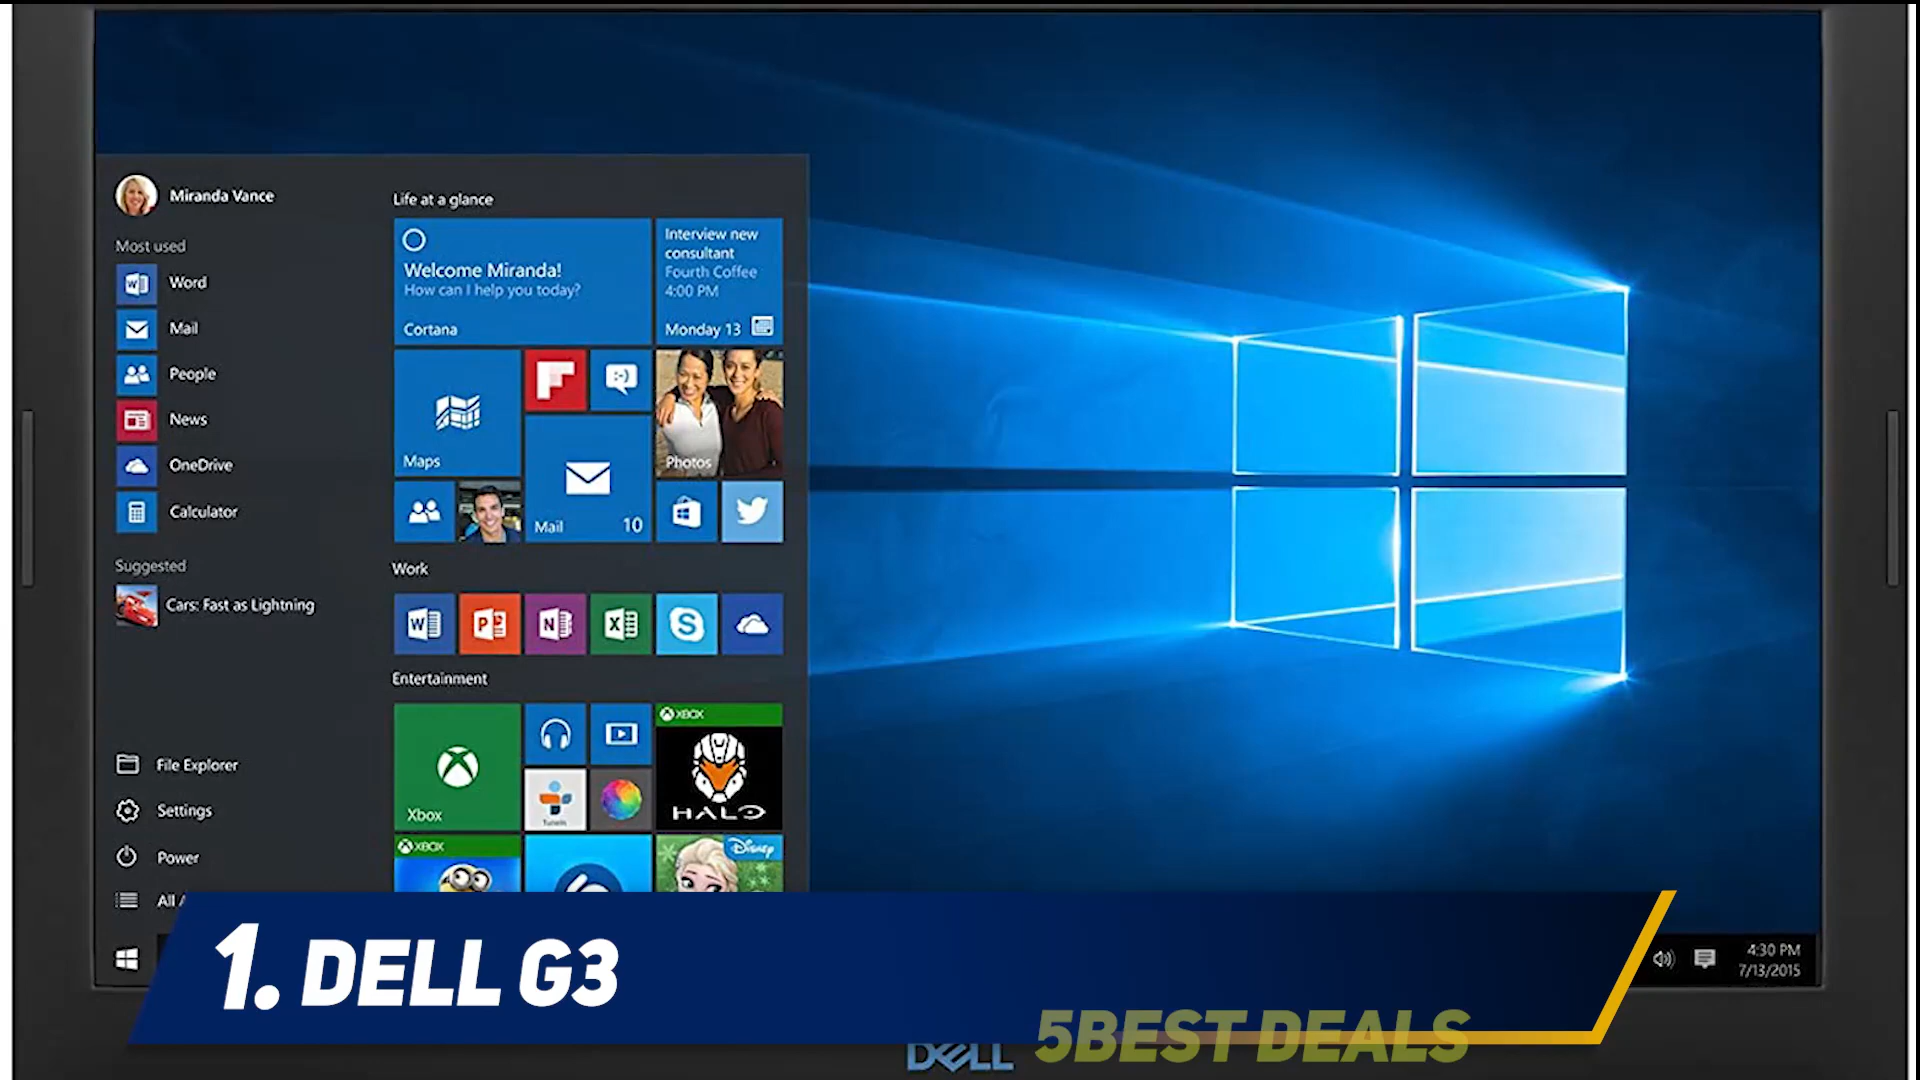 Miranda Vance
Most used
Word
Mail
People
News
OneDrive
Calculator
Suggested
Cars: Fast as Lightning
File Explorer
Settings
Power
All
Life at a glance
Welcome Miranda!
How can I help you today?
Cortana
Interview new
consultant
Fourth Coffee
4:00 PM
Monday 13
Maps
Mail 10
Photos
Work
Entertainment
Xbox
TuneIn
XBOX
HALO
XBOX
Disney
4:30 PM
7/13/2015
1. DELL G3
DELL
5BEST DEALS